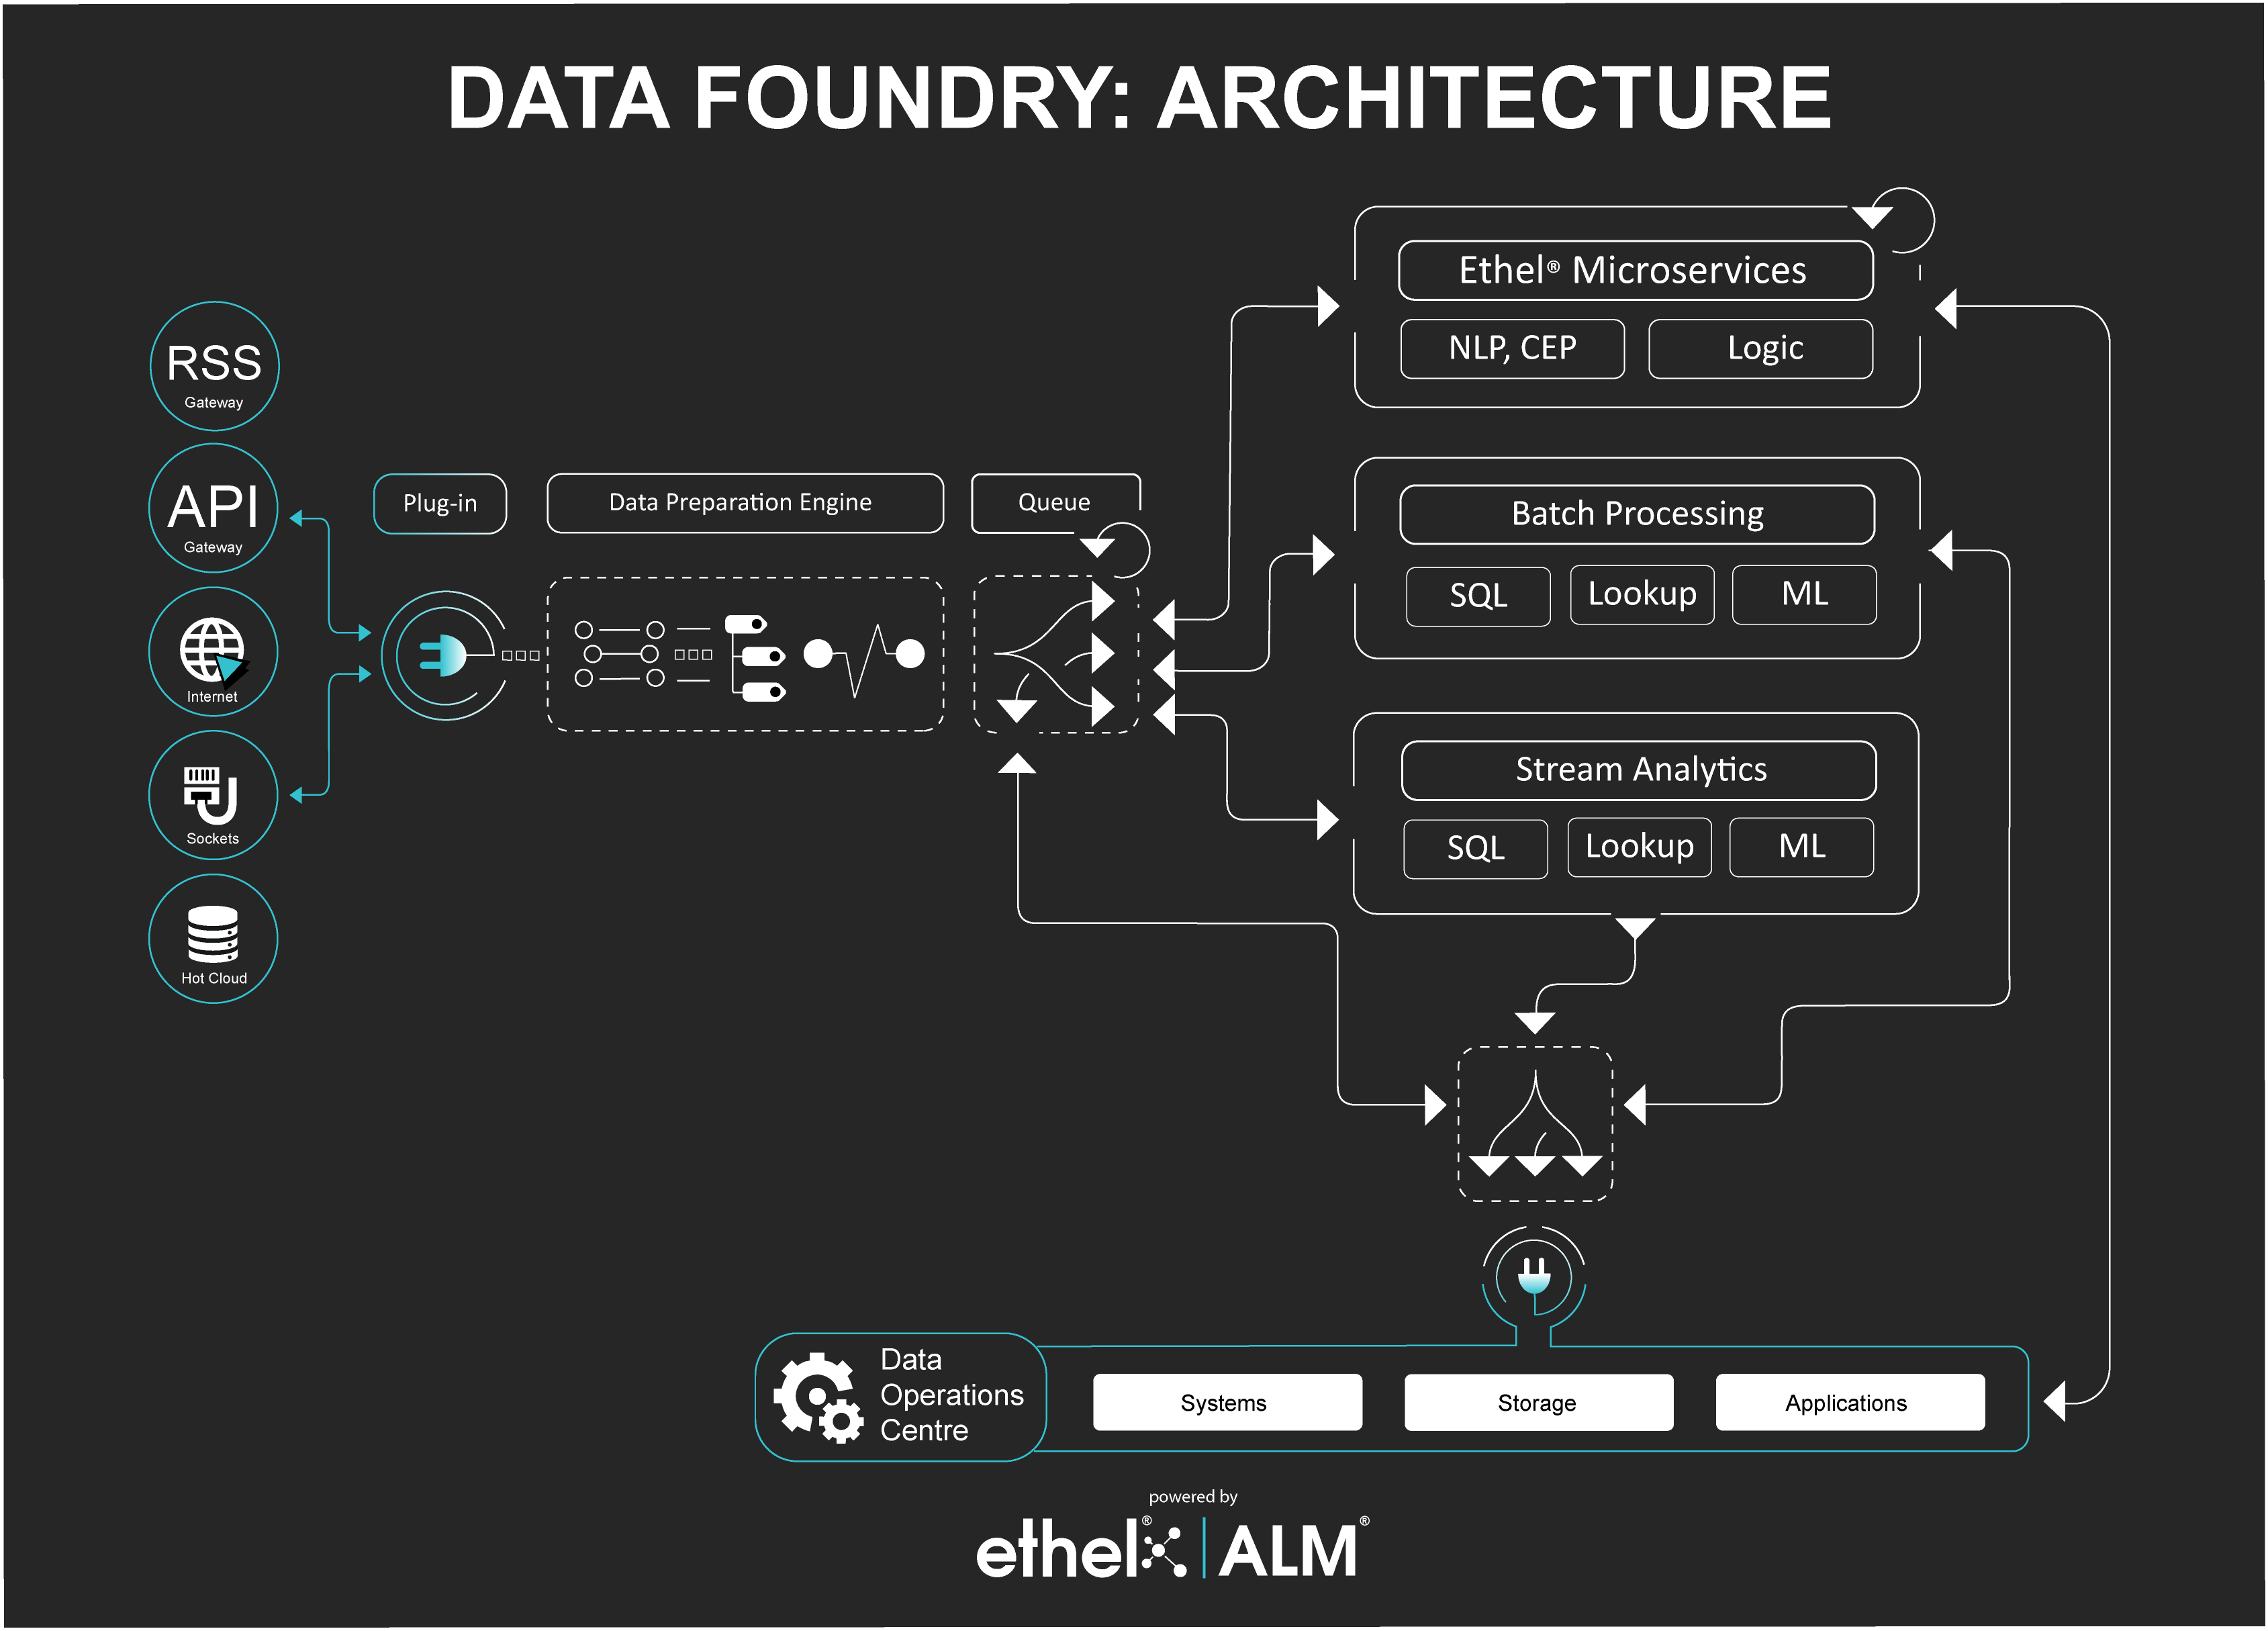 DATA FOUNDRY: ARCHITECTURE
RSS
Gateway
API
Gateway
Internet
Sockets
Hot Cloud
Plug-in
Data Preparation Engine
Queue
Ethel® Microservices
NLP, CEP
Logic
Batch Processing
SQL
Lookup
ML
Stream Analytics
SQL
Lookup
ML
Data
Operations
Centre
Systems
Storage
Applications
powered by
ethel® | ALM®